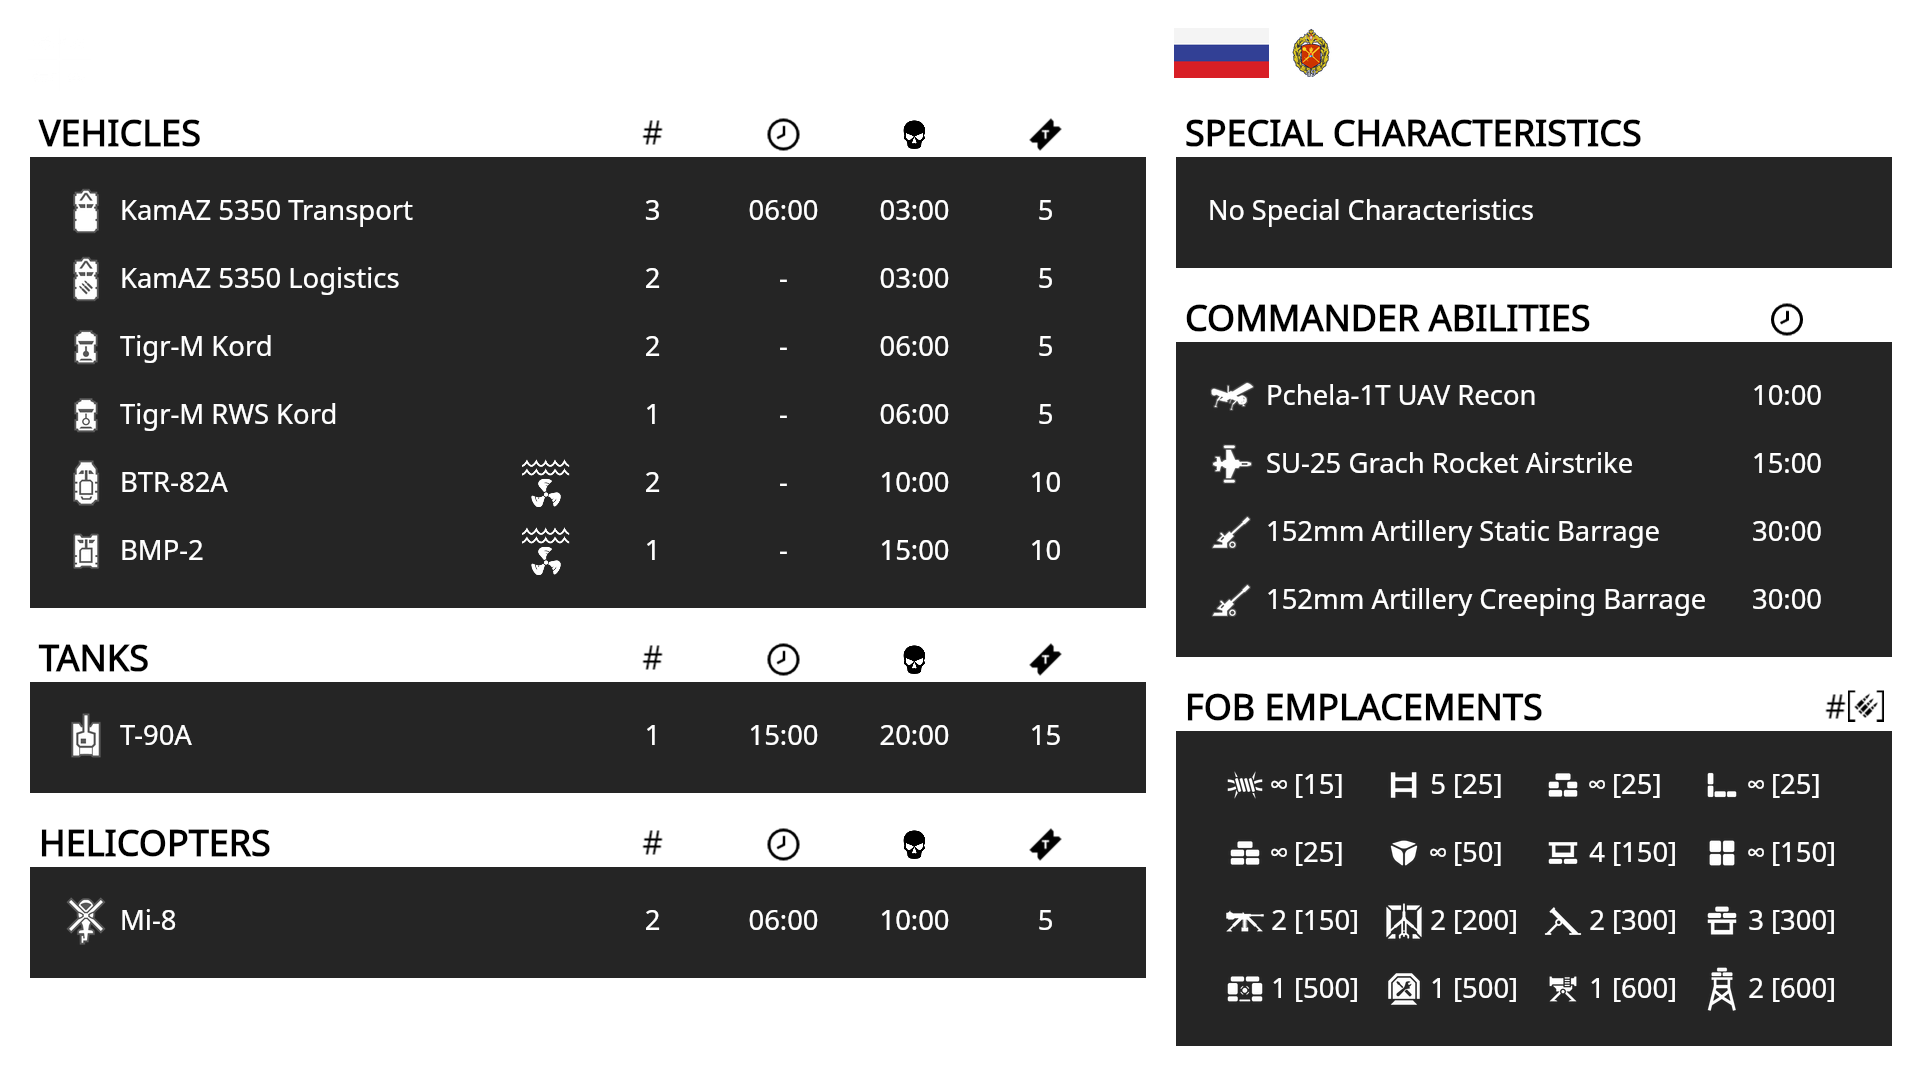 VEHICLES #
KamAZ 5350 Transport 3 06:00 03:00 5
KamAZ 5350 Logistics 2 - 03:00 5
Tigr-M Kord 2 - 06:00 5
Tigr-M RWS Kord 1 - 06:00 5
BTR-82A 2 - 10:00 10
BMP-2 1 - 15:00 10
TANKS # T
T-90A 1 15:00 20:00 15
HELICOPTERS # T
Mi-8 2 06:00 10:00 5
SPECIAL CHARACTERISTICS
No Special Characteristics
COMMANDER ABILITIES
Pchela-1T UAV Recon 10:00
SU-25 Grach Rocket Airstrike 15:00
152mm Artillery Static Barrage 30:00
152mm Artillery Creeping Barrage 30:00
FOB EMPLACEMENTS #[ ]
∞ [15] 5 [25] ∞ [25] ∞ [25]
∞ [25] ∞ [50] 4 [150] ∞ [150]
2 [150] 2 [200] 2 [300] 3 [300]
1 [500] 1 [500] 1 [600] 2 [600]